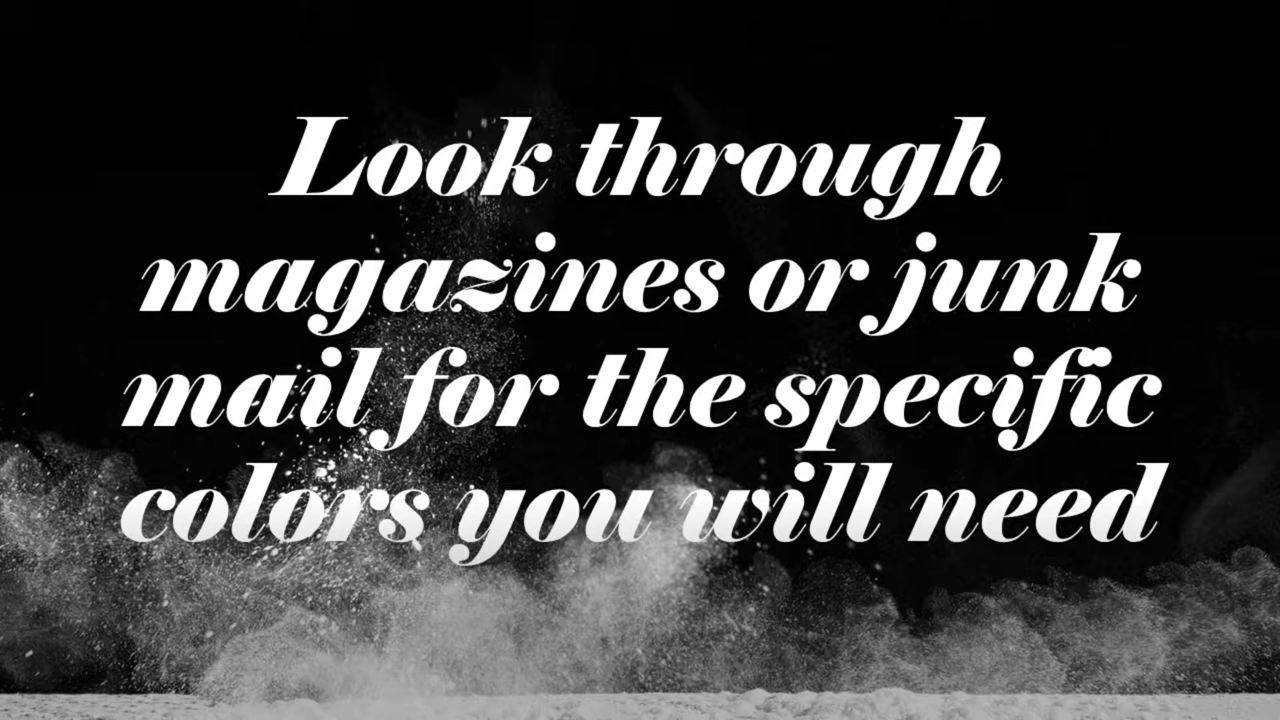 Look through
magazines or junk
mail for the specific
colors you will need